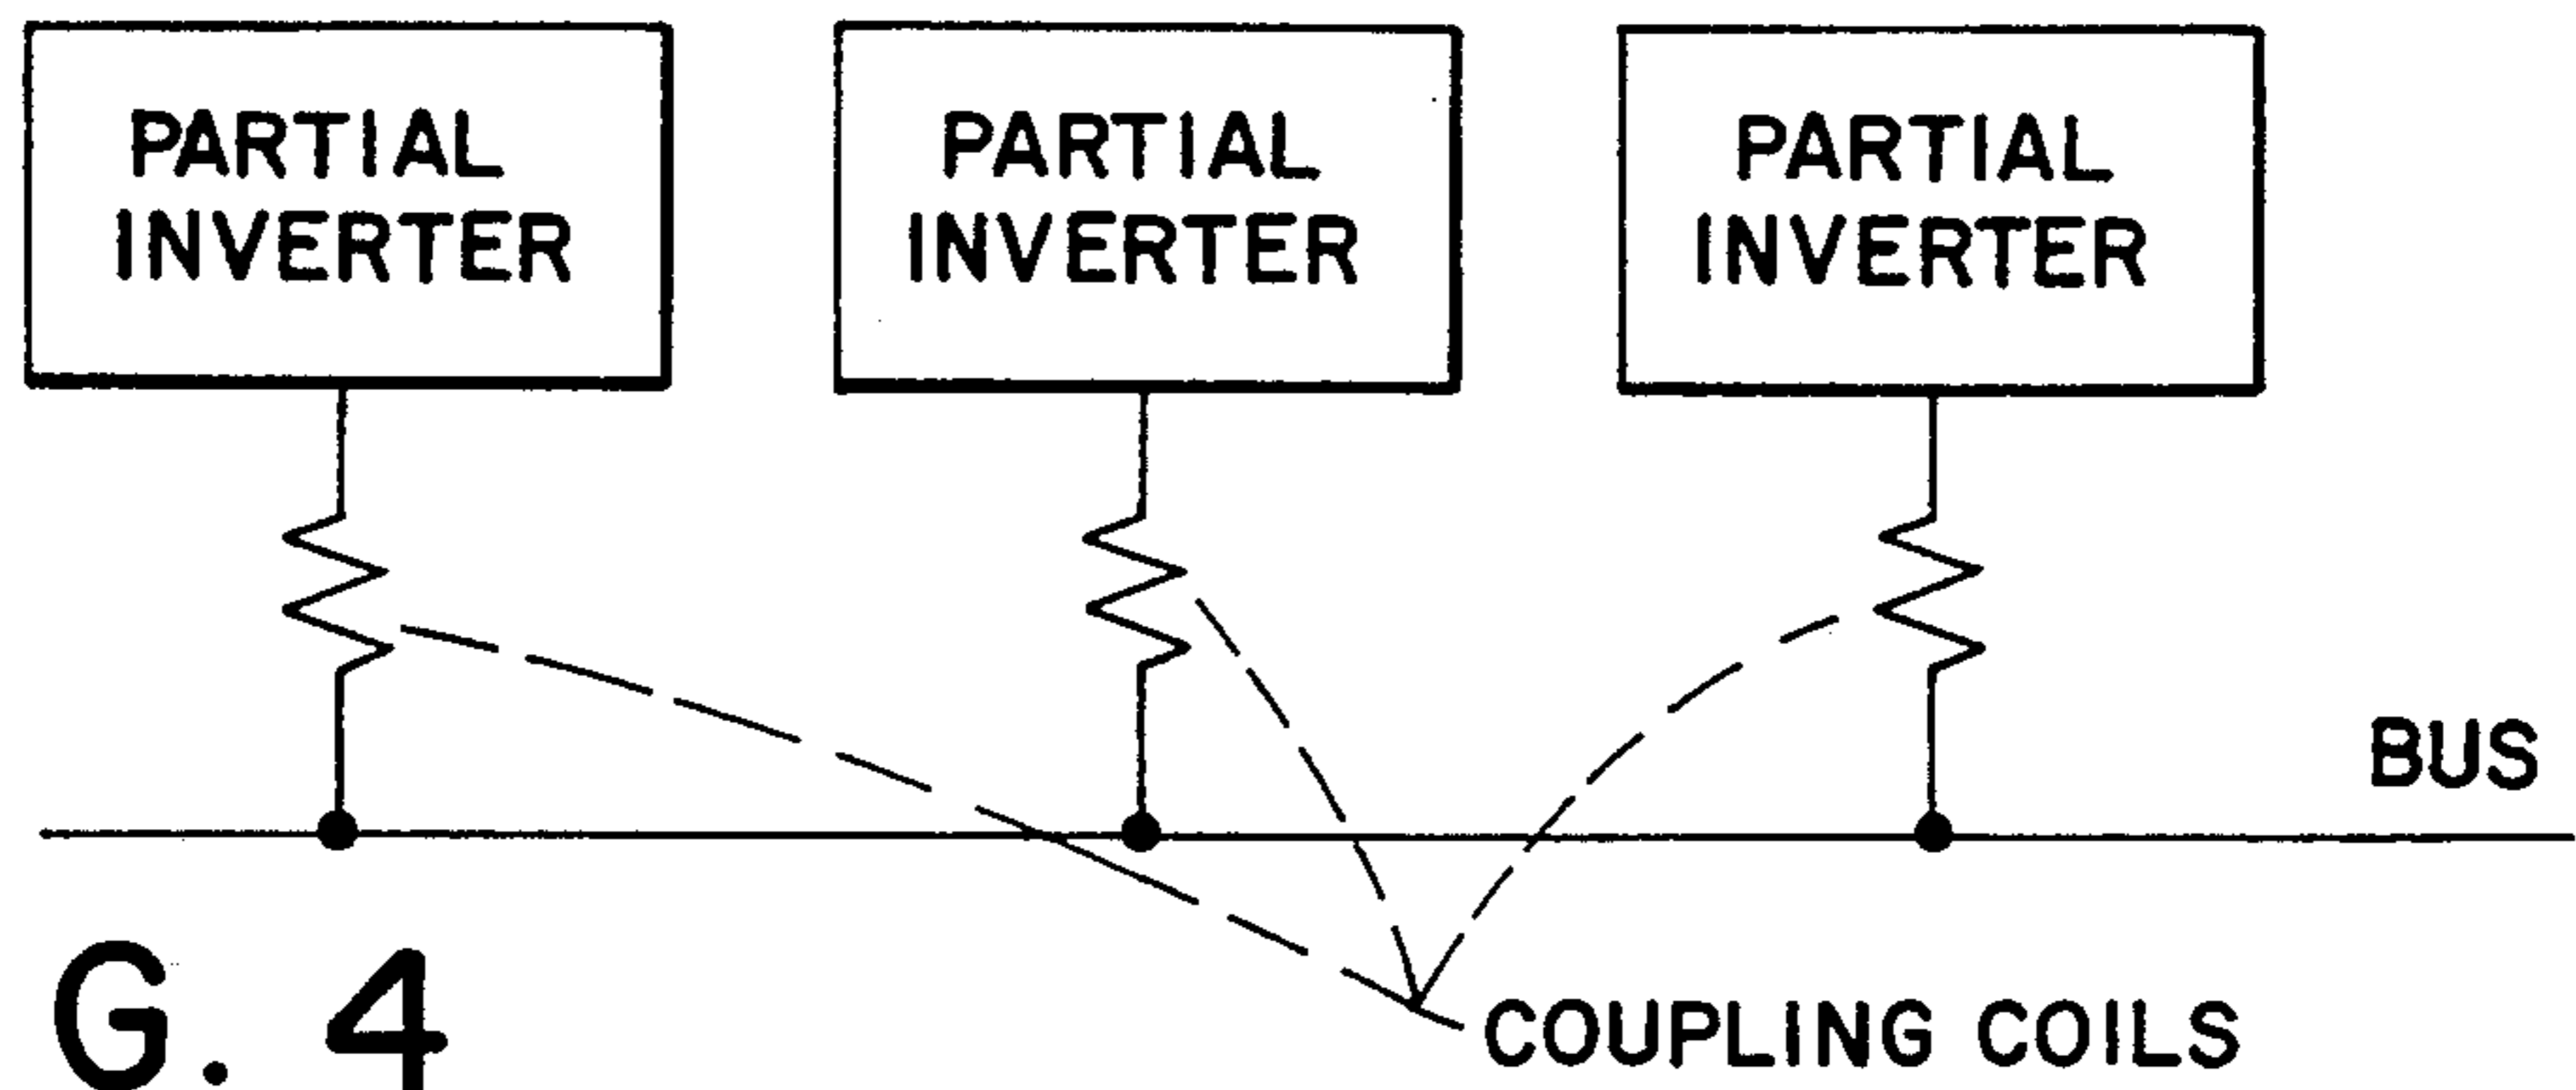 PARTIAL
INVERTER
PARTIAL
INVERTER
PARTIAL
INVERTER
BUS
COUPLING COILS
G. 4